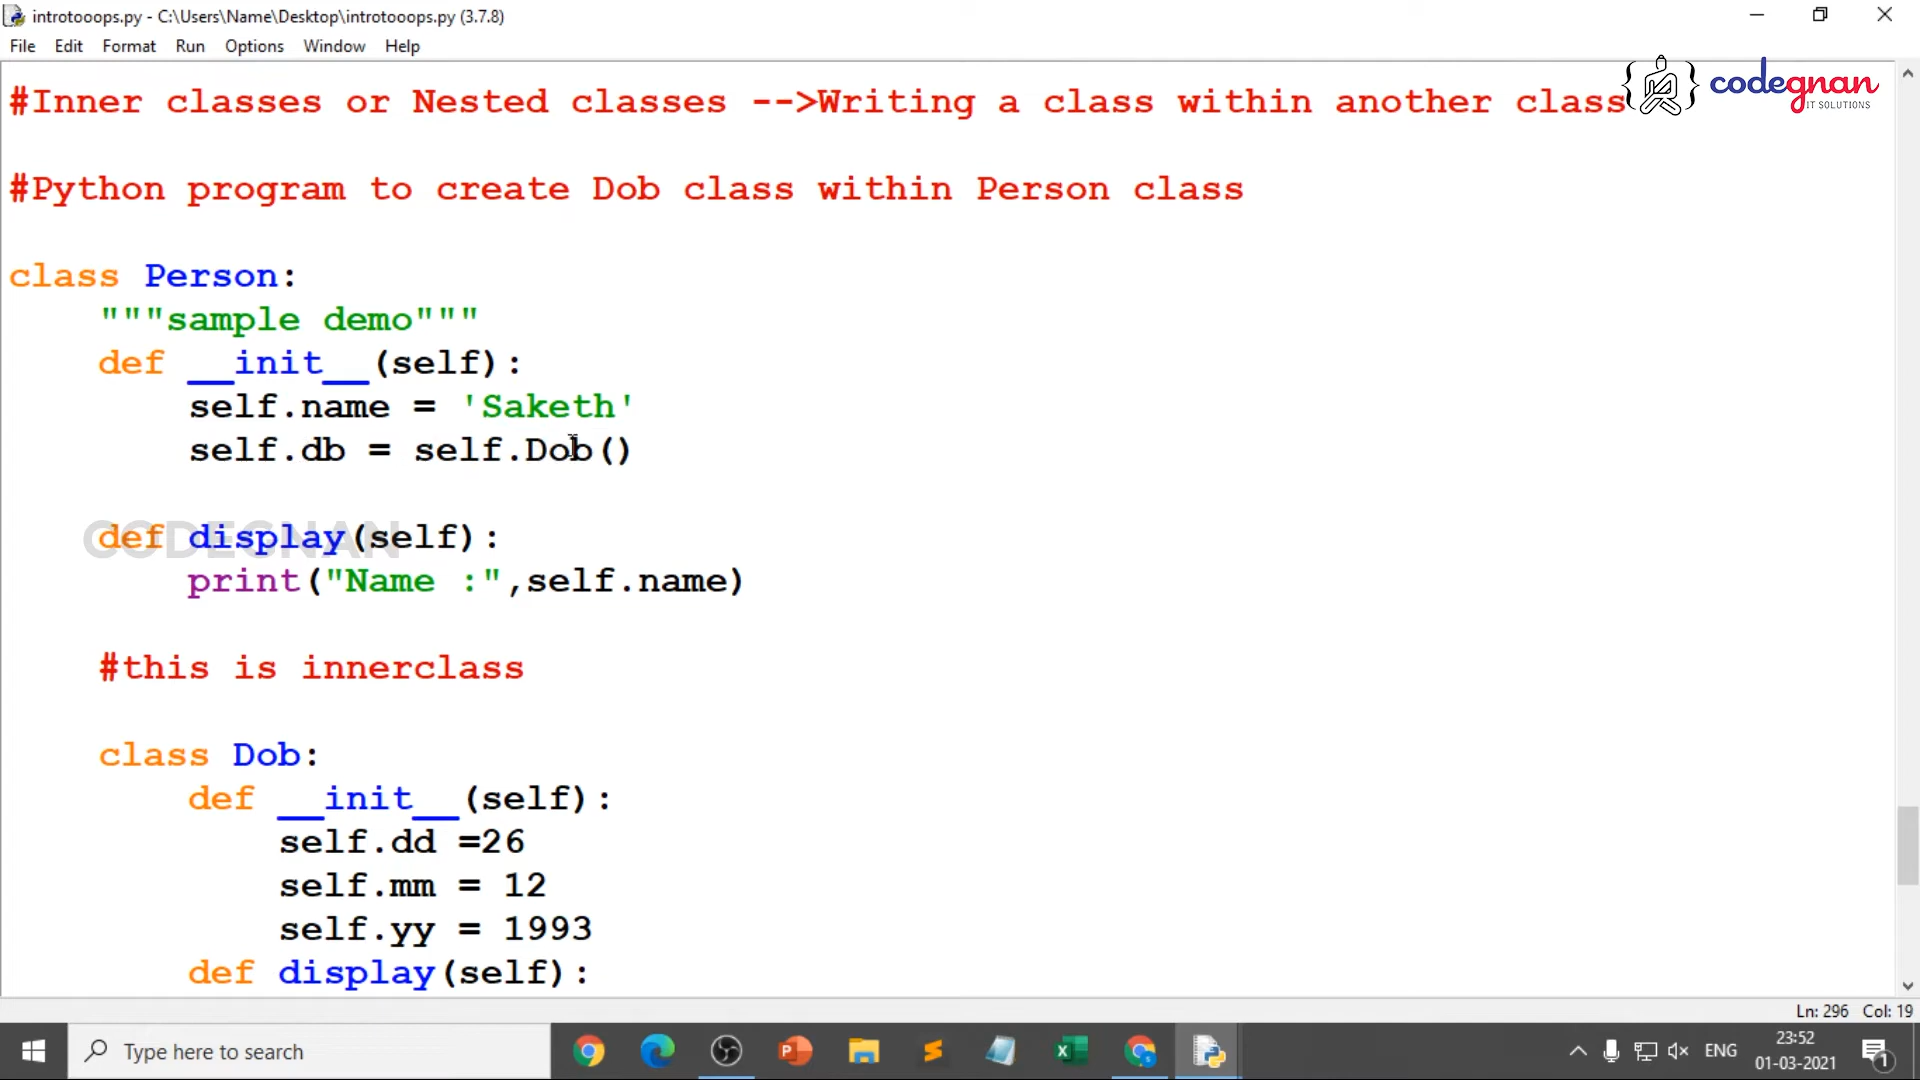 introtooops.py - C:\Users\Name\Desktop\introtooops.py (3.7.8)
File Edit Format Run Options Window Help
#Inner classes or Nested classes -->Writing a class within another class
codegnan
IT SOLUTIONS
#Python program to create Dob class within Person class
class Person:
    """sample demo"""
    def __init__(self):
        self.name = 'Saketh'
        self.db = self.Dob()
    def display(self):
CODEGNAN
        print("Name :",self.name)
    #this is innerclass
    class Dob:
        def __init__(self):
            self.dd =26
            self.mm = 12
            self.yy = 1993
        def display(self):
Ln: 296 Col: 19
Type here to search
ENG
23:52
01-03-2021
1